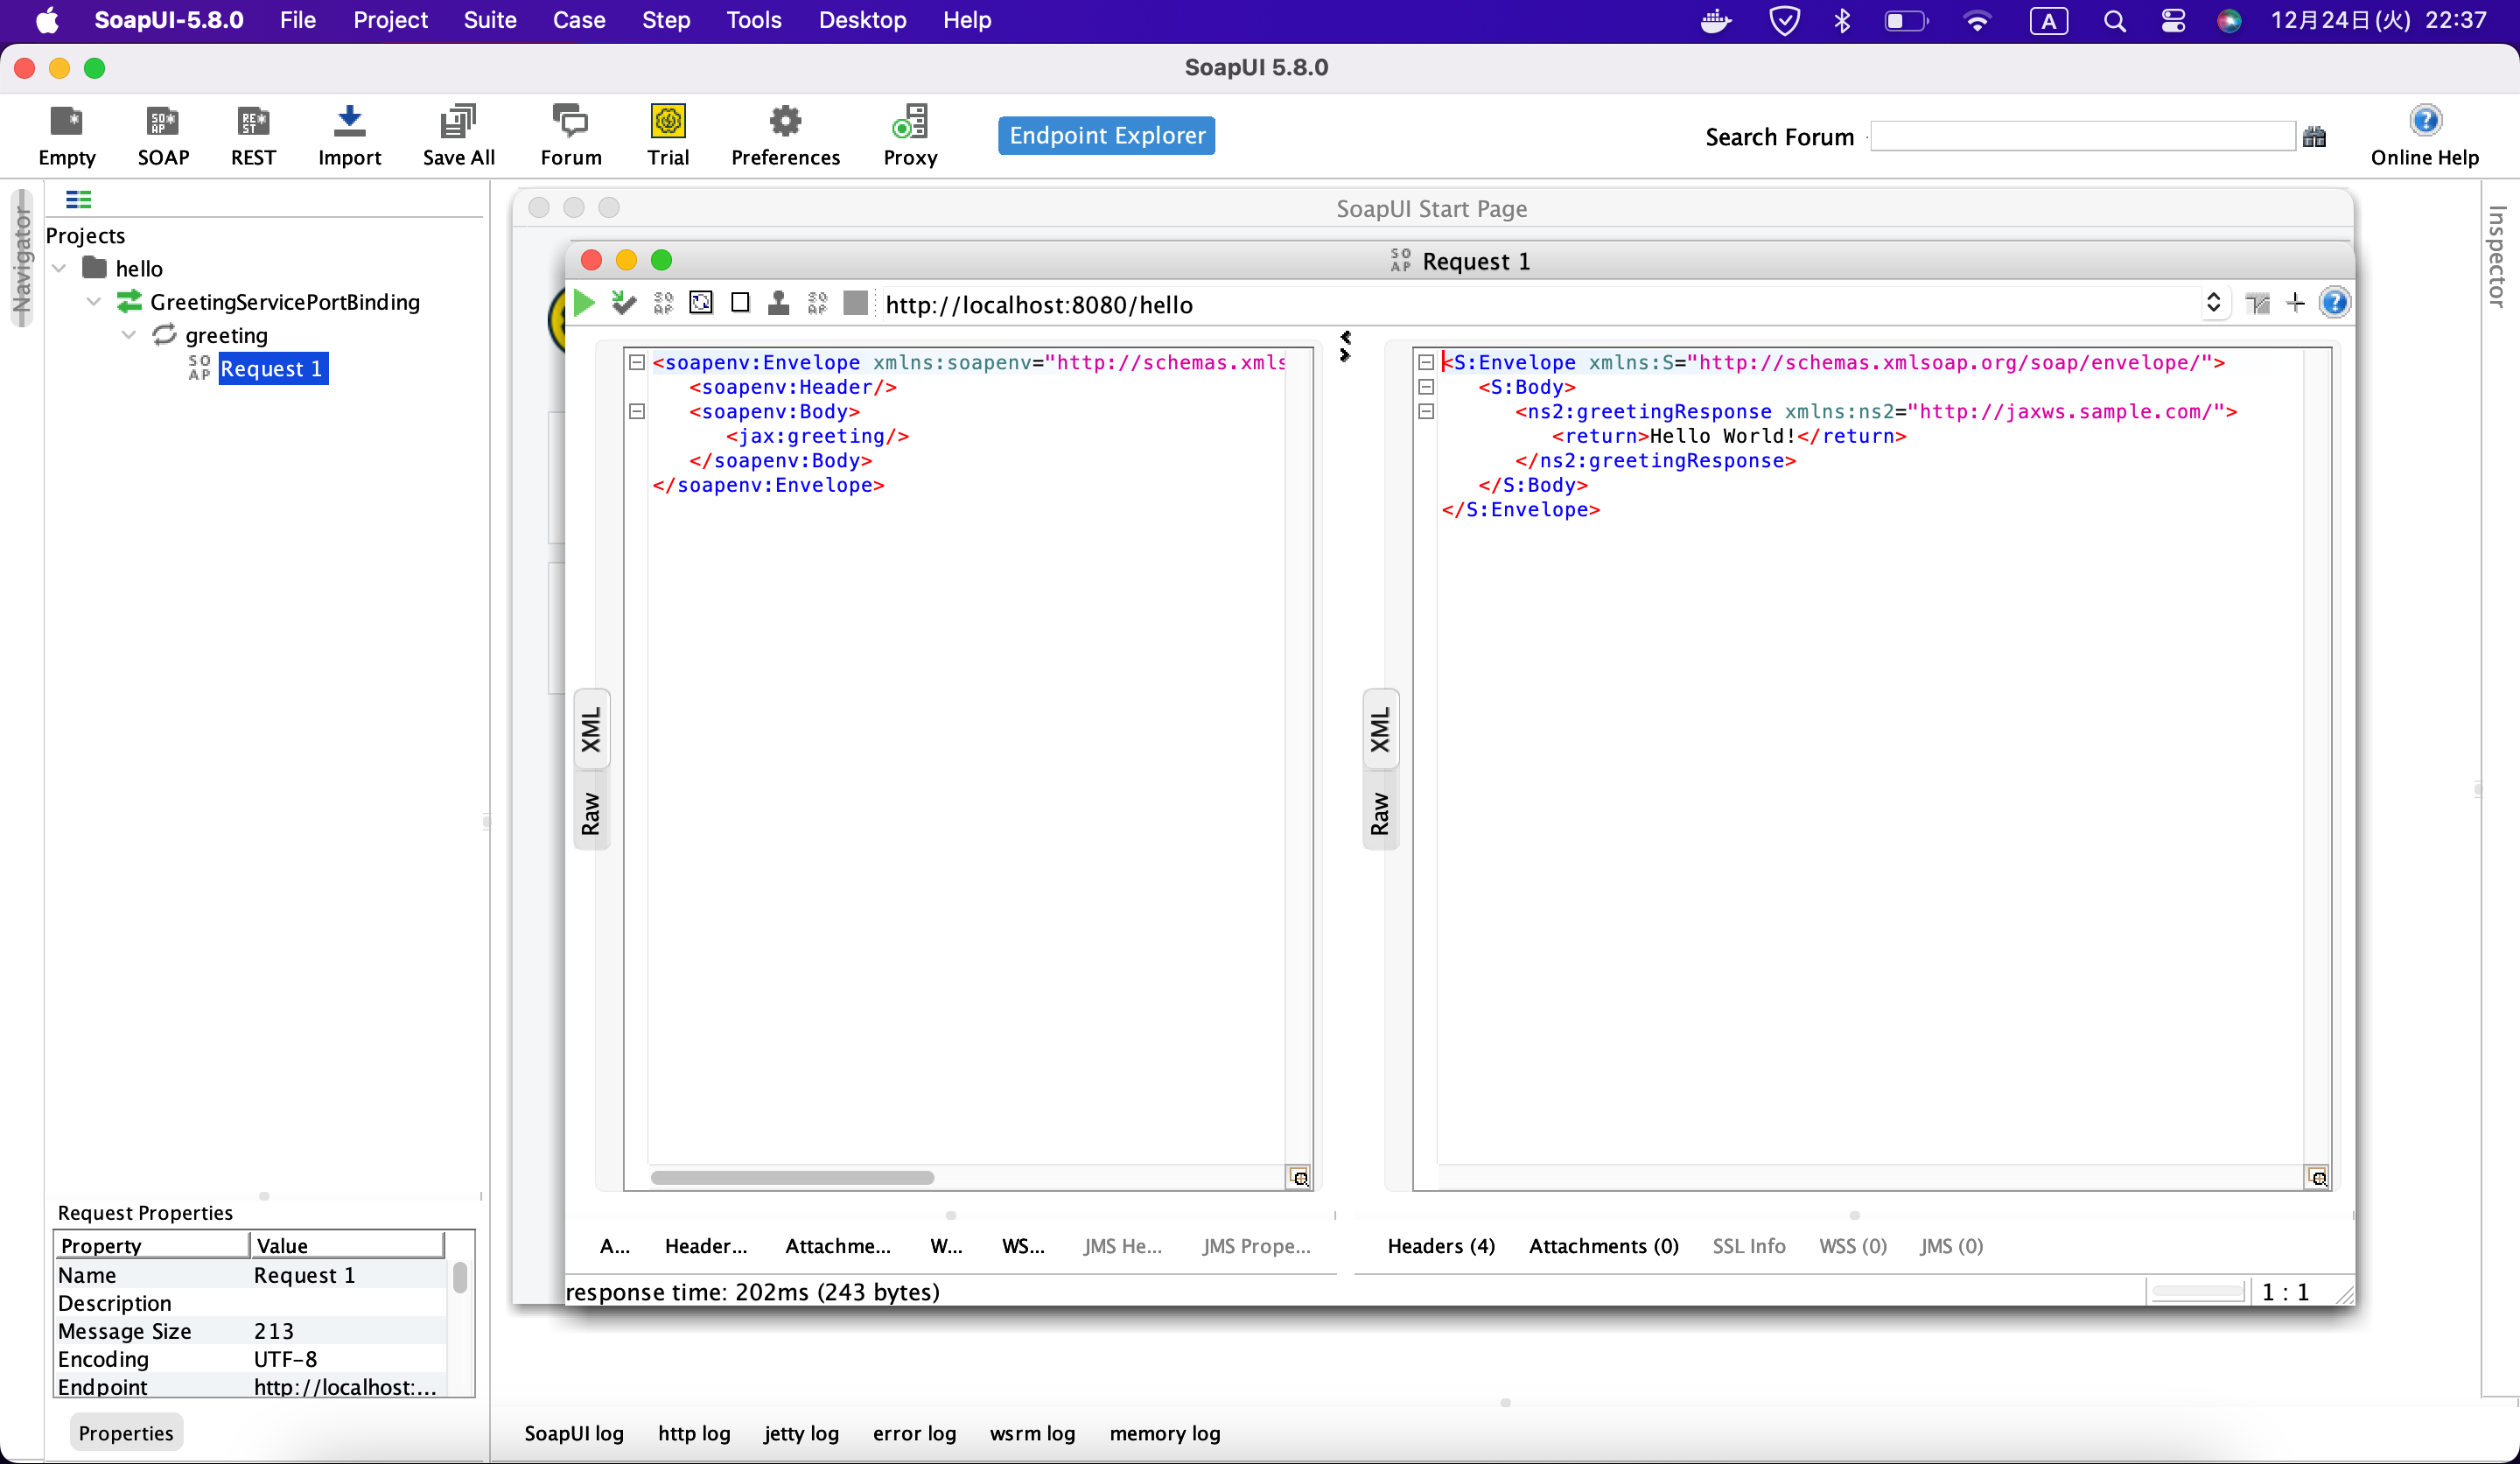 SoapUI-5.8.0 File Project Suite Case Step Tools Desktop Help A 12月24日(火) 22:37
SoapUI 5.8.0
Empty SOAP REST Import Save All Forum Trial Preferences Proxy Endpoint Explorer Search Forum Online Help
Navigator
Projects
hello
GreetingServicePortBinding
greeting
SO AP Request 1
Request Properties
Property Value
Name Request 1
Description
Message Size 213
Encoding UTF-8
Endpoint http://localhost:...
Properties
SoapUI Start Page
SO AP Request 1
http://localhost:8080/hello
<soapenv:Envelope xmlns:soapenv="http://schemas.xmls
<soapenv:Header/>
<soapenv:Body>
<jax:greeting/>
</soapenv:Body>
</soapenv:Envelope>
XML
Raw
A... Header... Attachme... W... WS... JMS He... JMS Prope...
<S:Envelope xmlns:S="http://schemas.xmlsoap.org/soap/envelope/">
<S:Body>
<ns2:greetingResponse xmlns:ns2="http://jaxws.sample.com/">
<return>Hello World!</return>
</ns2:greetingResponse>
</S:Body>
</S:Envelope>
XML
Raw
Headers (4) Attachments (0) SSL Info WSS (0) JMS (0)
response time: 202ms (243 bytes) 1 : 1
SoapUI log http log jetty log error log wsrm log memory log
Inspector